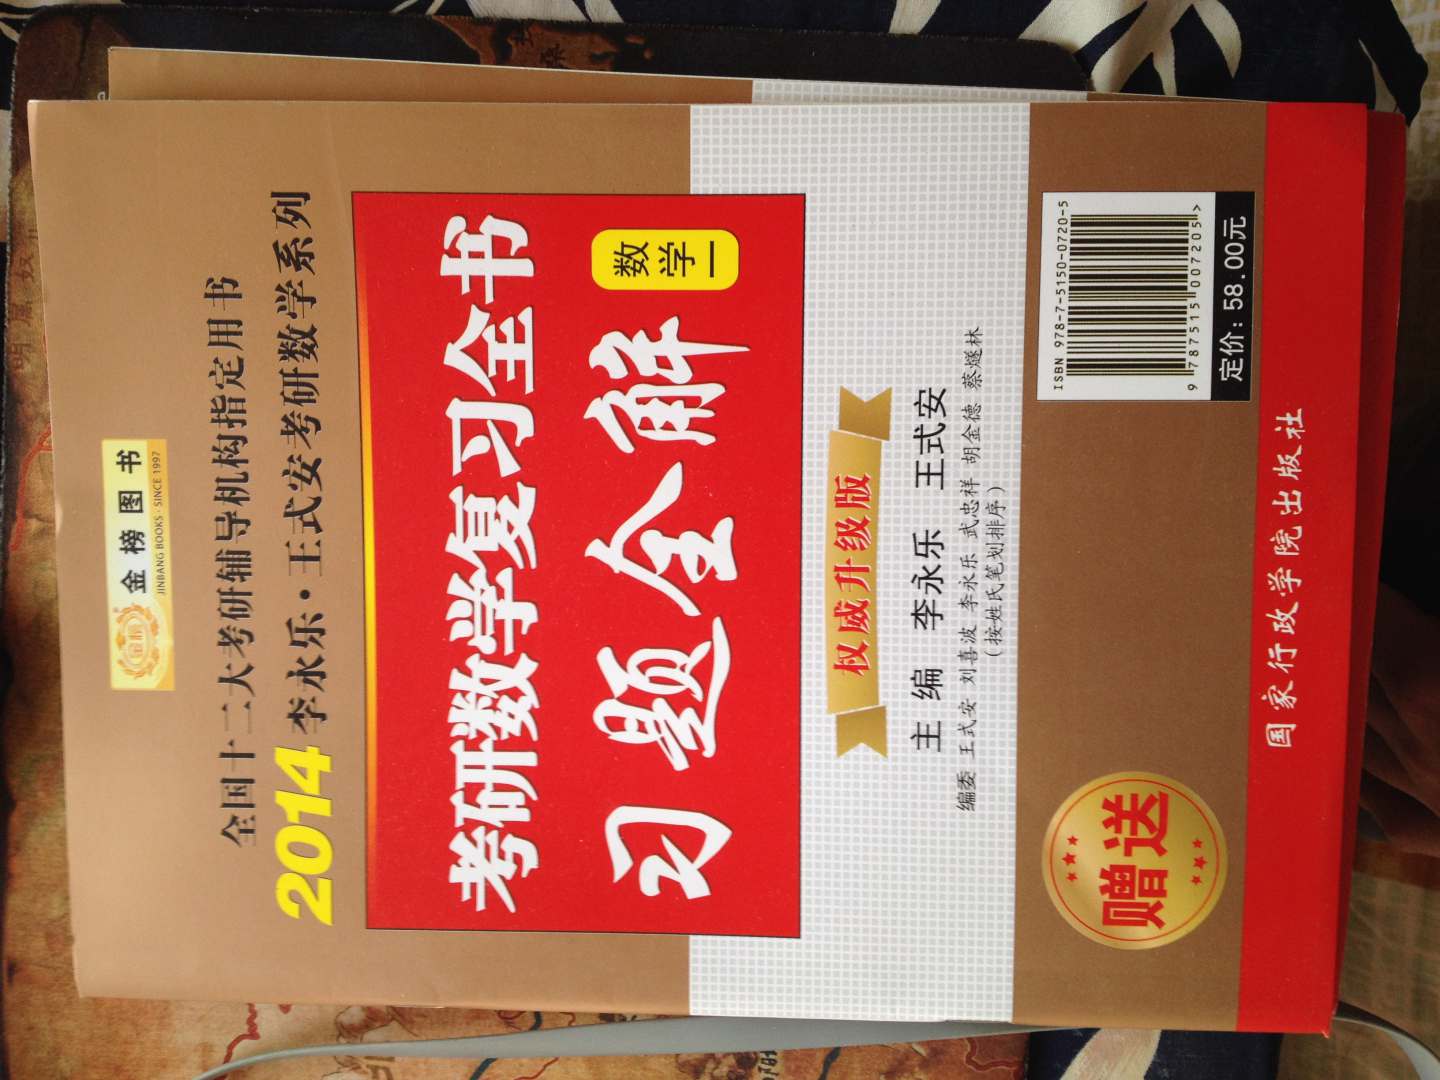 金榜图书
JINBANG BOOKS·SINCE 1997
全国十二大考研辅导机构指定用书
2014李永乐·王式安考研数学系列
考研数学复习全书
习题全解
数学一
权威升级版
主编 李永乐 王式安
编委 王式安 刘喜波 李永乐 武忠祥 胡金德 蔡燧林
(按姓氏笔划排序)
赠送
ISBN 978-7-5150-0720-5
9 787515 007205 >
定价: 58.00元
国家行政学院出版社